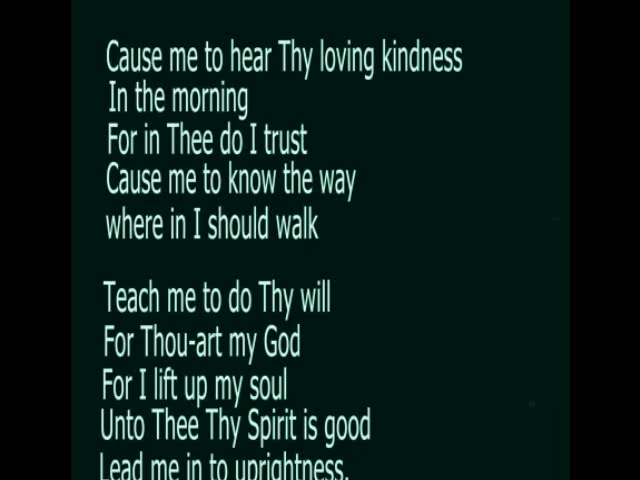 Cause me to hear Thy loving kindness
In the morning
For in Thee do I trust
Cause me to know the way
where in I should walk
Teach me to do Thy will
For Thou-art my God
For I lift up my soul
Unto Thee Thy Spirit is good
Lead me in to uprightness.